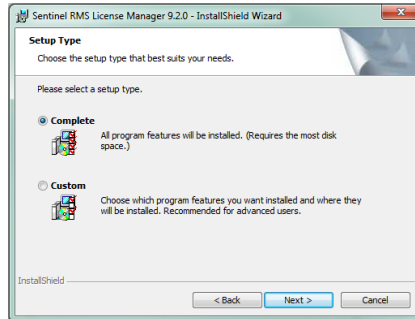 Sentinel RMS License Manager 9.2.0 - InstallShield Wizard
Setup Type
Choose the setup type that best suits your needs.
Please select a setup type.
Complete
All program features will be installed. (Requires the most disk
space.)
Custom
Choose which program features you want installed and where they
will be installed. Recommended for advanced users.
InstallShield
< Back
Next >
Cancel